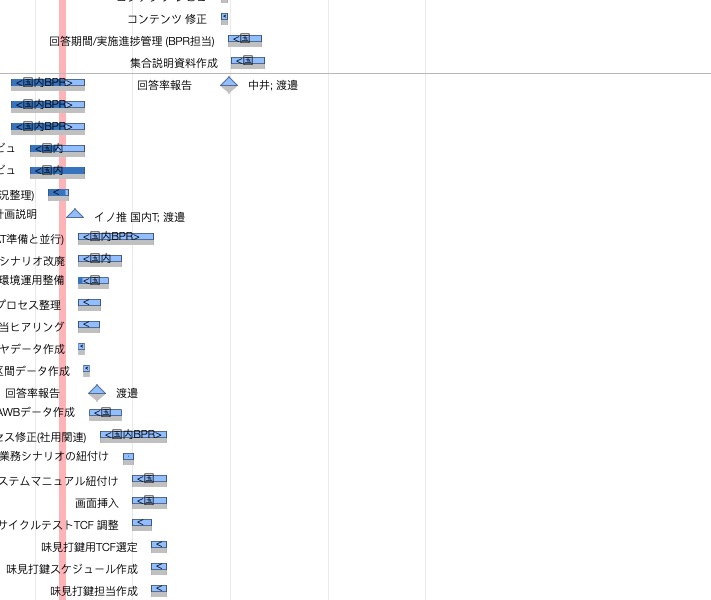 コンテンツ 修正
<
回答期間/実施進捗管理 (BPR担当)
<国
集合説明資料作成
<国
<国内BPR>
回答率報告
中井; 渡邉
<国内BPR>
<国内BPR>
ビュ
<国内
ビュ
<国内
況整理)
<
計画説明
イノ推 国内T; 渡邉
AT準備と並行)
<国内BPR>
シナリオ改廃
<国内
環境運用整備
<国
プロセス整理
<
当ヒアリング
<
ヤデータ作成
<
区間データ作成
<
回答率報告
渡邉
AWBデータ作成
<国
セス修正(社用関連)
<国内BPR>
業務シナリオの紐付け
ステムマニュアル紐付け
<国
画面挿入
<国
サイクルテストTCF 調整
<
味見打鍵用TCF選定
<
味見打鍵スケジュール作成
<
味見打鍵担当作成
<